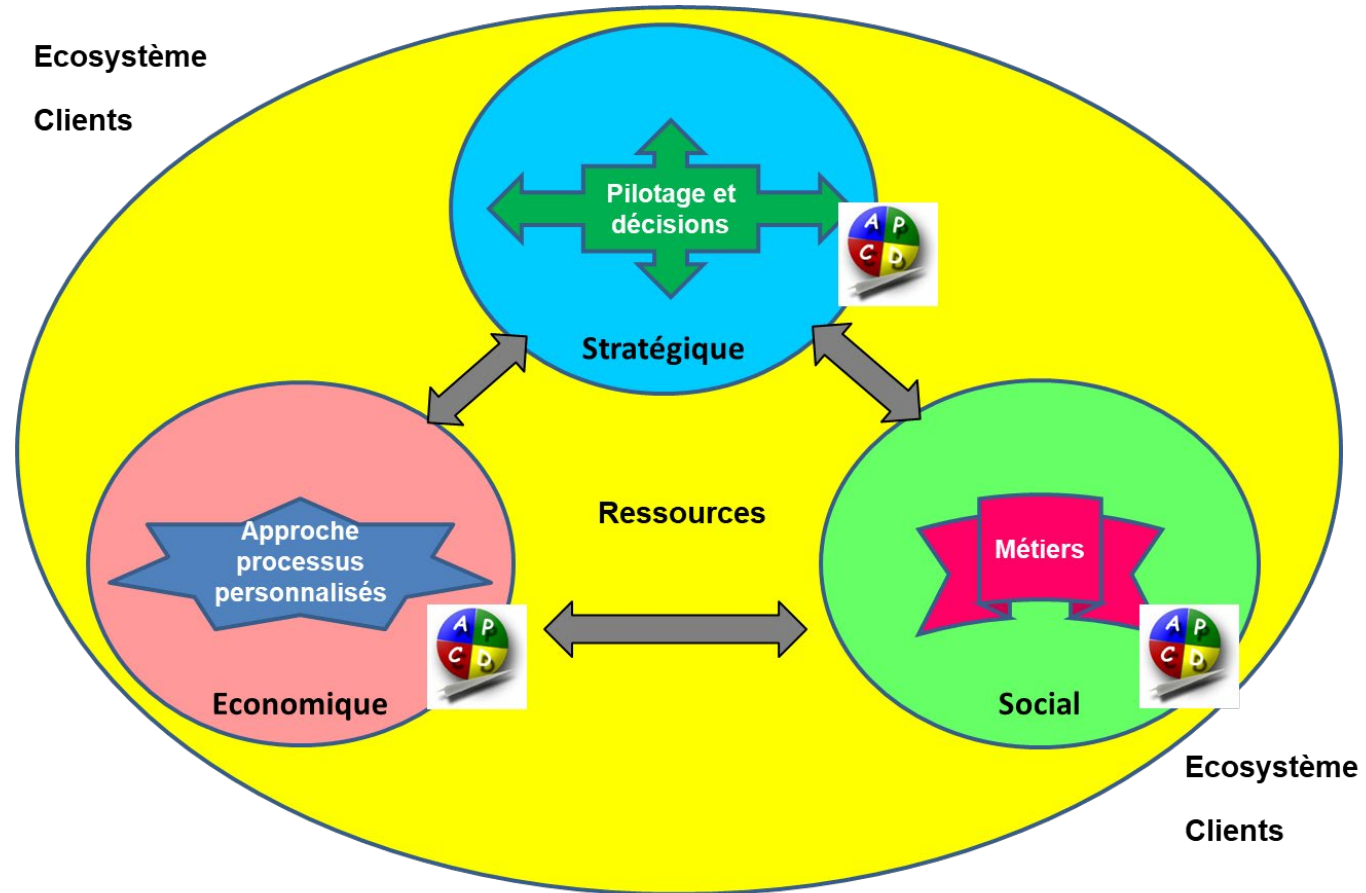 Ecosystème
Clients
Pilotage et
décisions
A P
C D
Stratégique
Ressources
Approche
processus
personnalisés
A P
C D
Economique
Métiers
A P
C D
Social
Ecosystème
Clients